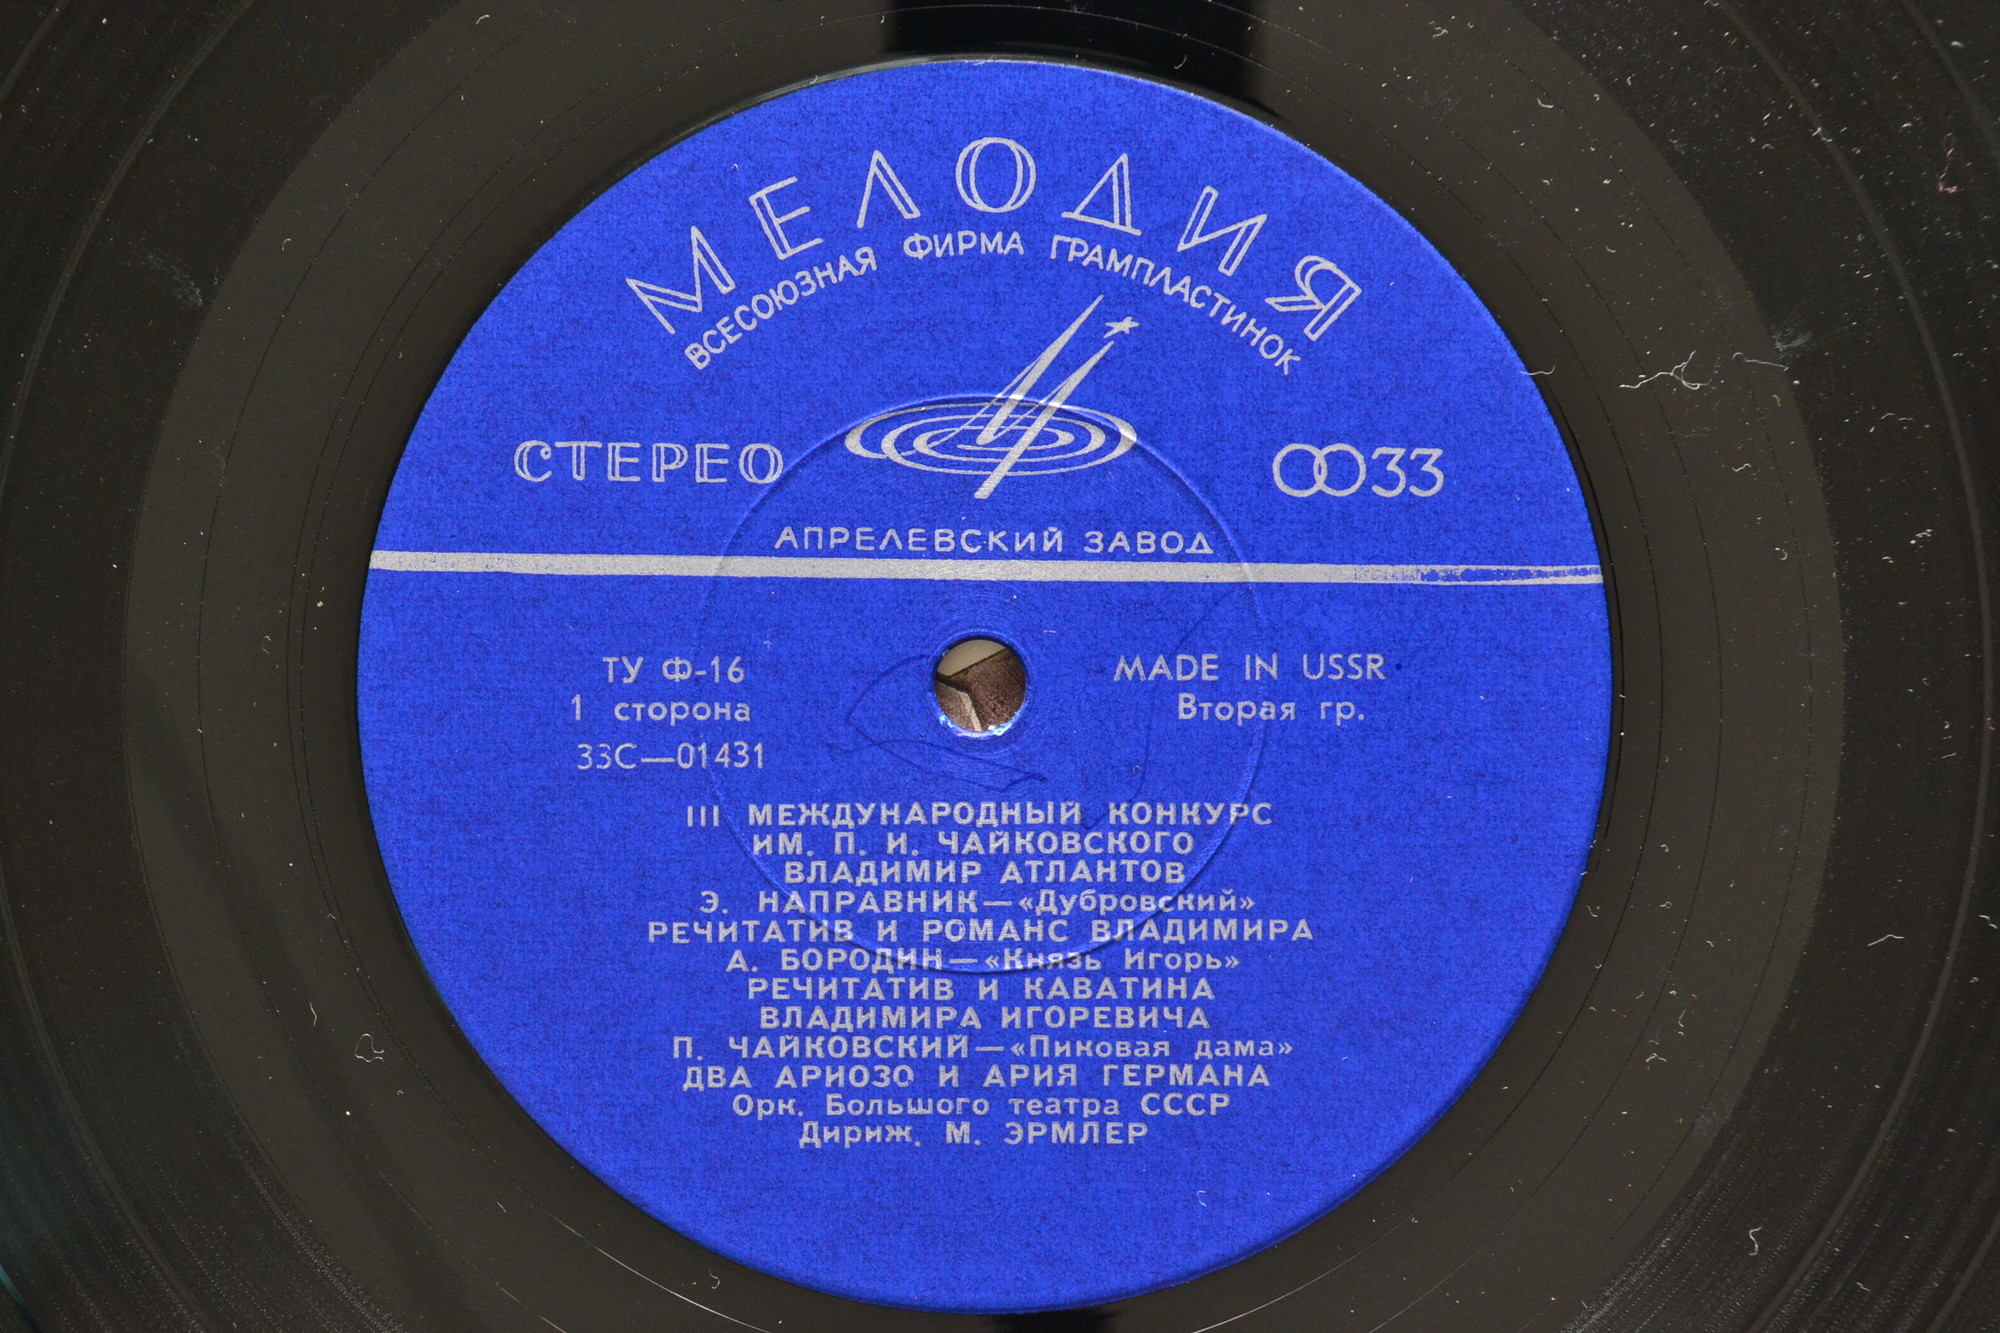 МЕЛОДИЯ
ВСЕСОЮЗНАЯ ФИРМА ГРАМПЛАСТИНОК
СТЕРЕО
33
АПРЕЛЕВСКИЙ ЗАВОД
ТУ Ф-16
1 сторона
33С—01431
MADE IN USSR
Вторая гр.
III МЕЖДУНАРОДНЫЙ КОНКУРС
ИМ. П. И. ЧАЙКОВСКОГО
ВЛАДИМИР АТЛАНТОВ
Э. НАПРАВНИК—«Дубровский»
РЕЧИТАТИВ И РОМАНС ВЛАДИМИРА
А. БОРОДИН—«Князь Игорь»
РЕЧИТАТИВ И КАВАТИНА
ВЛАДИМИРА ИГОРЕВИЧА
П. ЧАЙКОВСКИЙ—«Пиковая дама»
ДВА АРИОЗО И АРИЯ ГЕРМАНА
Орк. Большого театра СССР
Дириж. М. ЭРМЛЕР